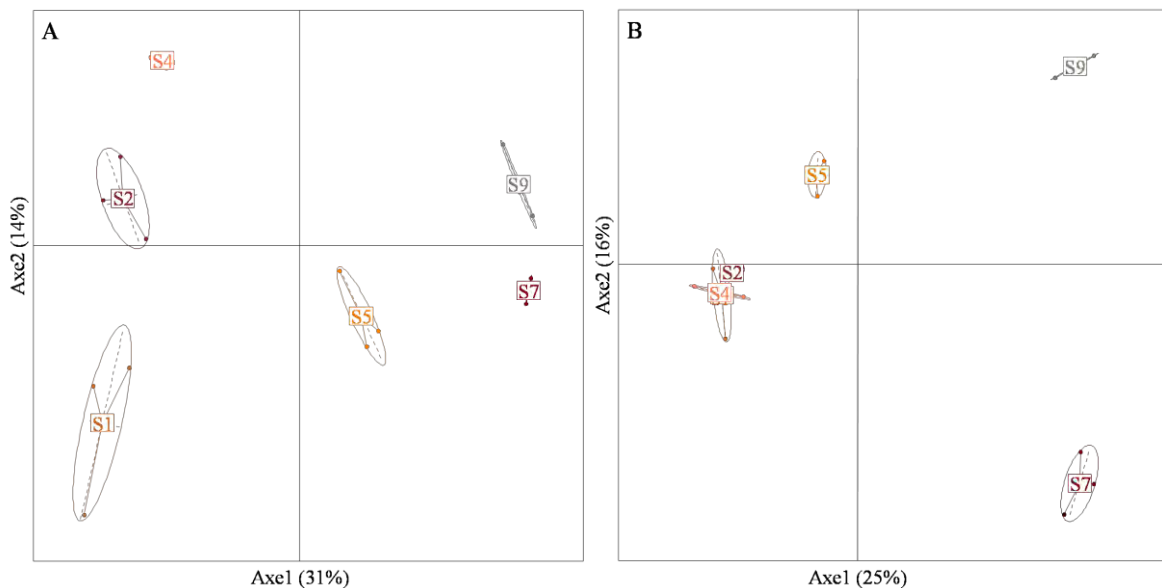 A
S4
S2
S9
S7
S5
S1
Axe2 (14%)
Axe1 (31%)
B
S9
S5
S2
S4
S7
Axe2 (16%)
Axe1 (25%)